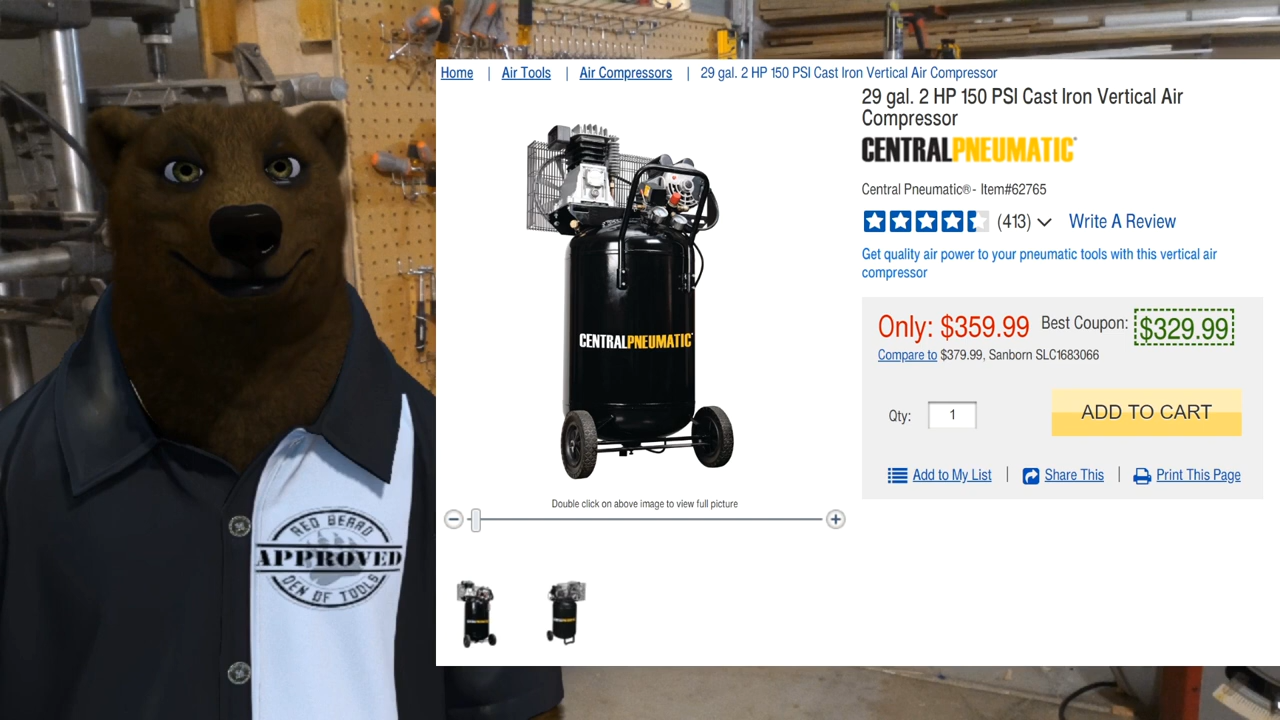 Home | Air Tools | Air Compressors | 29 gal. 2 HP 150 PSI Cast Iron Vertical Air Compressor
29 gal. 2 HP 150 PSI Cast Iron Vertical Air
Compressor
CENTRALPNEUMATIC®
Central Pneumatic®- Item#62765
(413) Write A Review
Get quality air power to your pneumatic tools with this vertical air
compressor
Only: $359.99 Best Coupon: $329.99
Compare to $379.99, Sanborn SLC1683066
Qty: 1 ADD TO CART
Add to My List | Share This | Print This Page
CENTRALPNEUMATIC
Double click on above image to view full picture
RED BEARD
APPROVED
DEN OF TOOLS